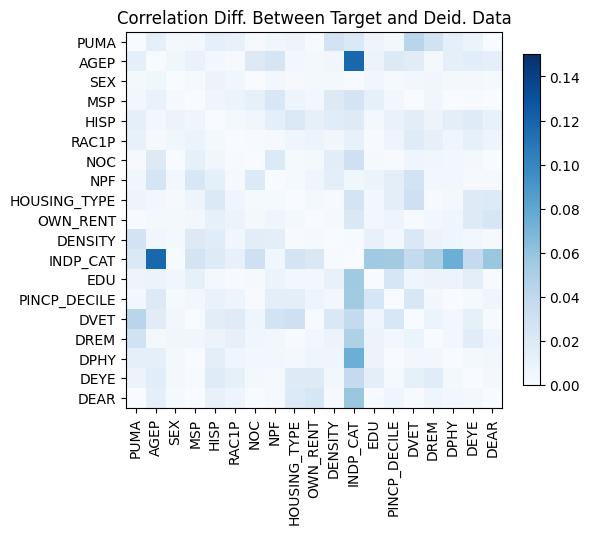 Correlation Diff. Between Target and Deid. Data
PUMA
AGEP
SEX
MSP
HISP
RAC1P
NOC
NPF
HOUSING_TYPE
OWN_RENT
DENSITY
INDP_CAT
EDU
PINCP_DECILE
DVET
DREM
DPHY
DEYE
DEAR
PUMA
AGEP
SEX
MSP
HISP
RAC1P
NOC
NPF
HOUSING_TYPE
OWN_RENT
DENSITY
INDP_CAT
EDU
PINCP_DECILE
DVET
DREM
DPHY
DEYE
DEAR
0.14
0.12
0.10
0.08
0.06
0.04
0.02
0.00